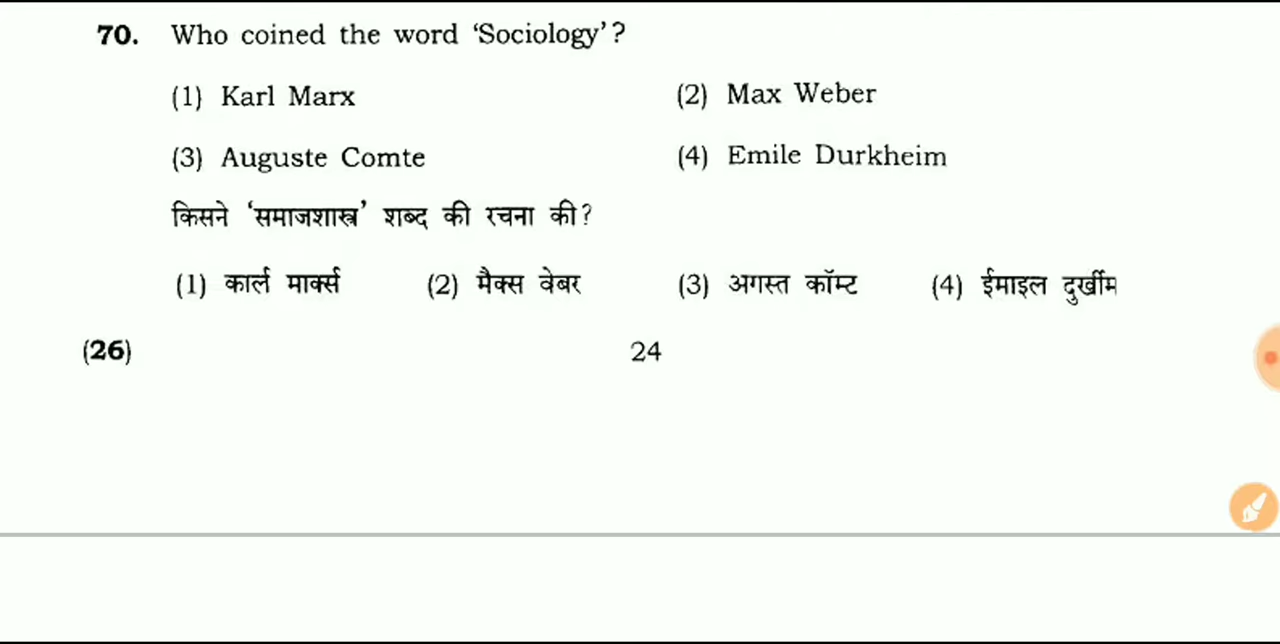 70. Who coined the word ‘Sociology’?
(1) Karl Marx (2) Max Weber
(3) Auguste Comte (4) Emile Durkheim
किसने ‘समाजशास्त्र’ शब्द की रचना की?
(1) कार्ल मार्क्स (2) मैक्स वेबर (3) अगस्त कॉम्ट (4) ईमाइल दुर्खीम
(26) 24